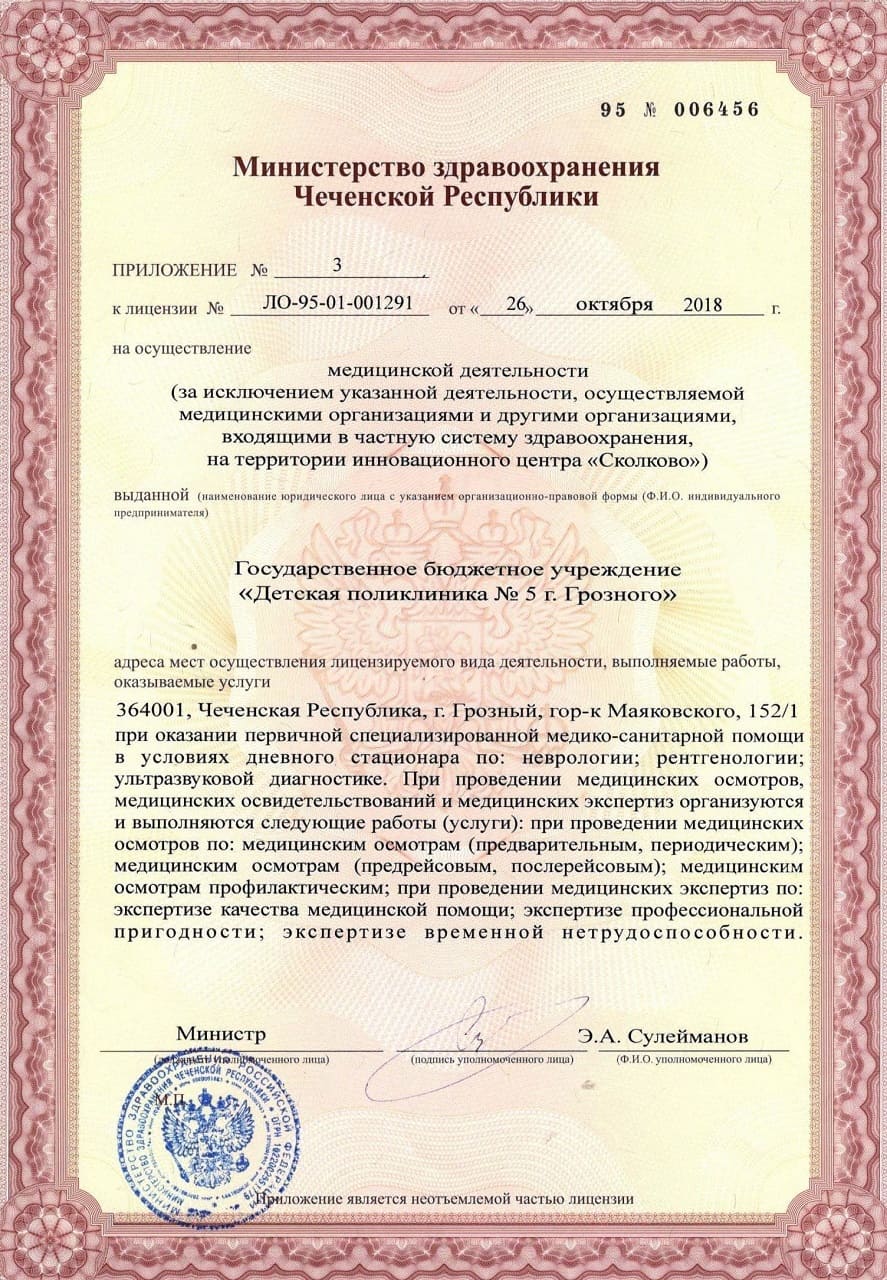 95 № 006456
Министерство здравоохранения
Чеченской Республики
ПРИЛОЖЕНИЕ № 3
к лицензии № ЛО-95-01-001291 от «26» октября 2018 г.
на осуществление
медицинской деятельности
(за исключением указанной деятельности, осуществляемой
медицинскими организациями и другими организациями,
входящими в частную систему здравоохранения,
на территории инновационного центра «Сколково»)
выданной (наименование юридического лица с указанием организационно-правовой формы (Ф.И.О. индивидуального
предпринимателя)
Государственное бюджетное учреждение
«Детская поликлиника № 5 г. Грозного»
адреса мест осуществления лицензируемого вида деятельности, выполняемые работы,
оказываемые услуги
364001, Чеченская Республика, г. Грозный, гор-к Маяковского, 152/1
при оказании первичной специализированной медико-санитарной помощи
в условиях дневного стационара по: неврологии; рентгенологии;
ультразвуковой диагностике. При проведении медицинских осмотров,
медицинских освидетельствований и медицинских экспертиз организуются
и выполняются следующие работы (услуги): при проведении медицинских
осмотров по: медицинским осмотрам (предварительным, периодическим);
медицинским осмотрам (предрейсовым, послерейсовым); медицинским
осмотрам профилактическим; при проведении медицинских экспертиз по:
экспертизе качества медицинской помощи; экспертизе профессиональной
пригодности; экспертизе временной нетрудоспособности.
Министр Э.А. Сулейманов
(должность уполномоченного лица) (подпись уполномоченного лица) (Ф.И.О. уполномоченного лица)
М.П.
МИНИСТЕРСТВО ЗДРАВООХРАНЕНИЯ РОССИЙСКОЙ ФЕДЕРАЦИИ
МИНИСТЕРСТВО ЗДРАВООХРАНЕНИЯ ЧЕЧЕНСКОЙ РЕСПУБЛИКИ
Приложение является неотъемлемой частью лицензии